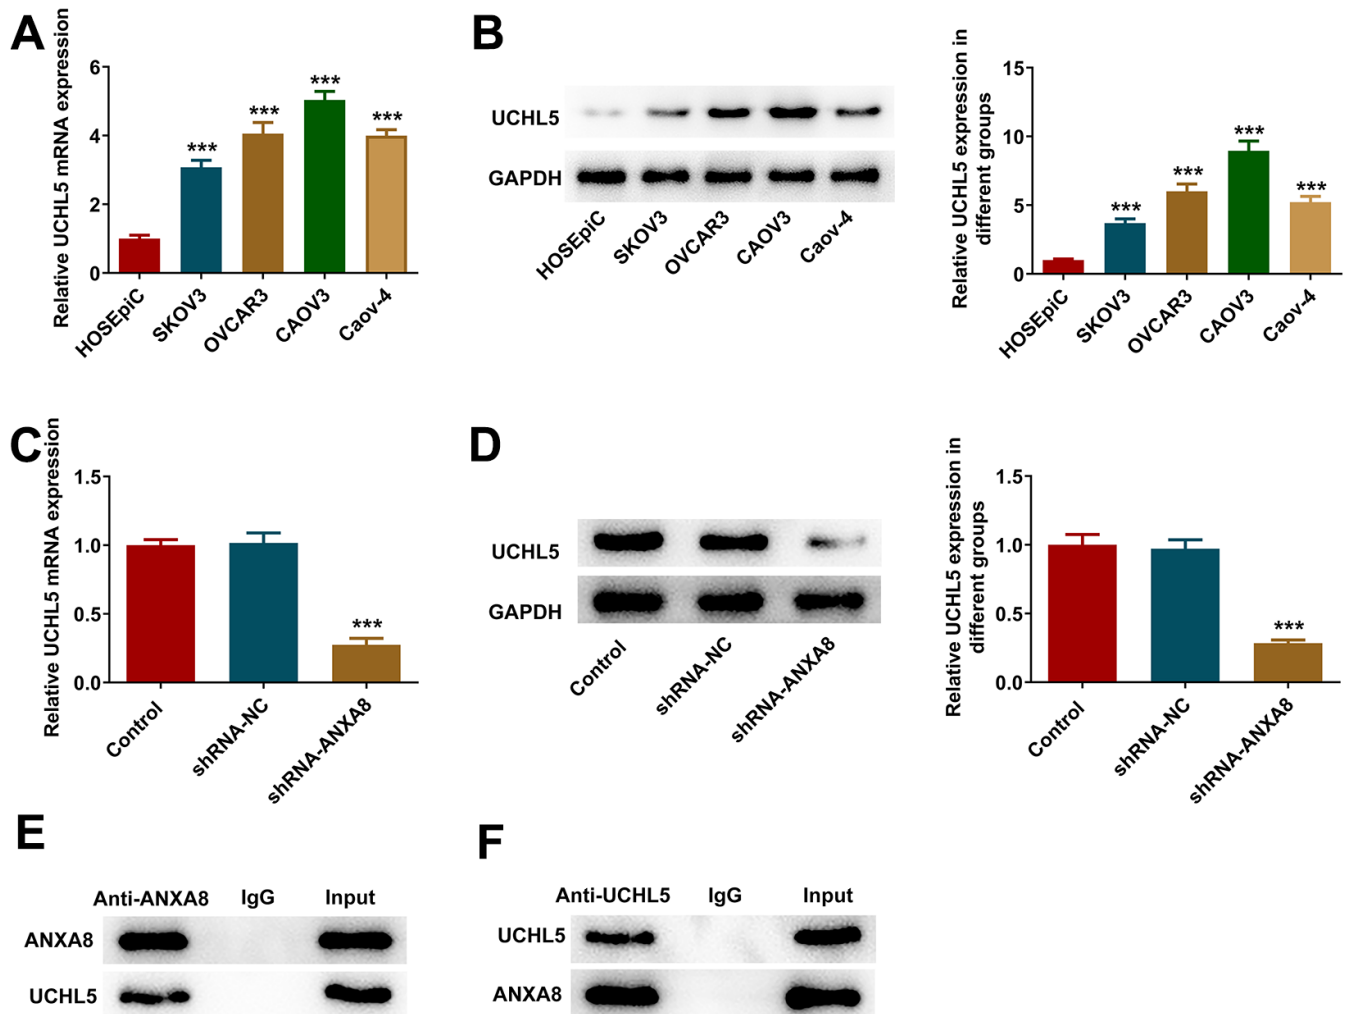 A
Relative UCHL5 mRNA expression
6
4
2
0
***
***
***
***
HOSEpiC
SKOV3
OVCAR3
CAOV3
Caov-4
B
UCHL5
GAPDH
HOSEpiC
SKOV3
OVCAR3
CAOV3
Caov-4
Relative UCHL5 expression in
different groups
15
10
5
0
***
***
***
***
HOSEpiC
SKOV3
OVCAR3
CAOV3
Caov-4
C
Relative UCHL5 mRNA expression
1.5
1.0
0.5
0.0
***
Control
shRNA-NC
shRNA-ANXA8
D
UCHL5
GAPDH
Control
shRNA-NC
shRNA-ANXA8
Relative UCHL5 expression in
different groups
1.5
1.0
0.5
0.0
***
Control
shRNA-NC
shRNA-ANXA8
E
Anti-ANXA8 IgG Input
ANXA8
UCHL5
F
Anti-UCHL5 IgG Input
UCHL5
ANXA8